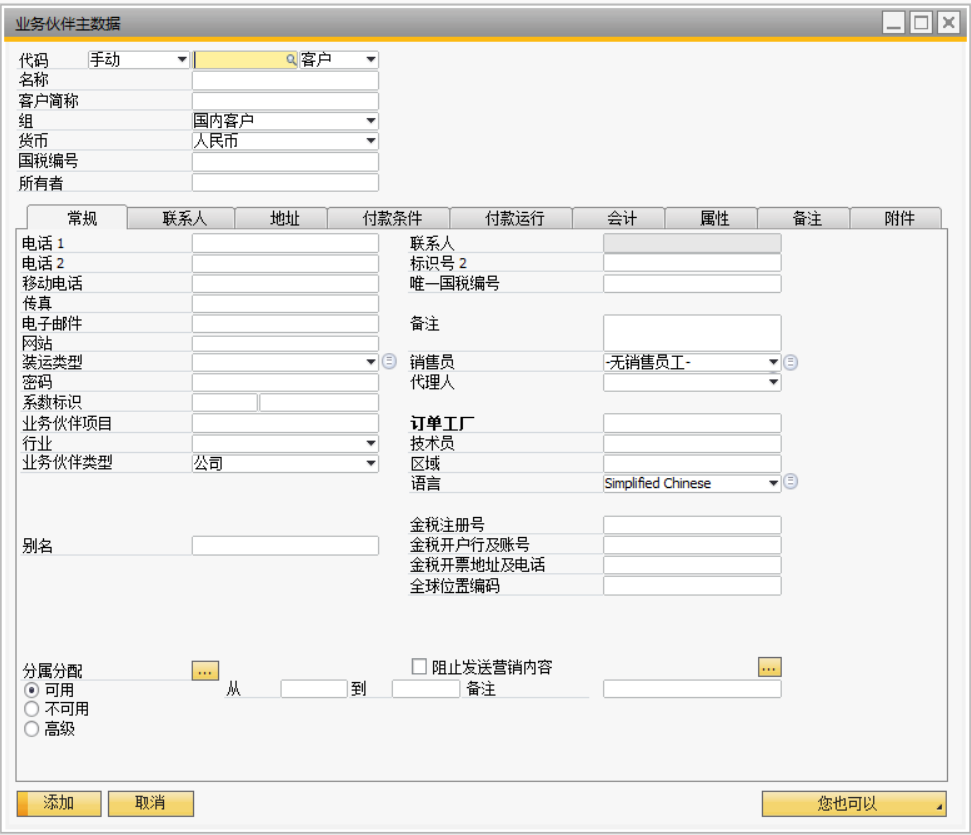 业务伙伴主数据
代码 手动 客户
名称
客户简称
组 国内客户
货币 人民币
国税编号
所有者
常规 联系人 地址 付款条件 付款运行 会计 属性 备注 附件
电话 1 联系人
电话 2 标识号 2
移动电话 唯一国税编号
传真
电子邮件 备注
网站
装运类型 销售员 -无销售员工-
密码 代理人
系数标识
业务伙伴项目 订单工厂
行业 技术员
业务伙伴类型 公司 区域
语言 Simplified Chinese
金税注册号
别名 金税开户行及账号
金税开票地址及电话
全球位置编码
分属分配 ... 阻止发送营销内容 ...
可用 从 到 备注
不可用
高级
添加 取消 您也可以